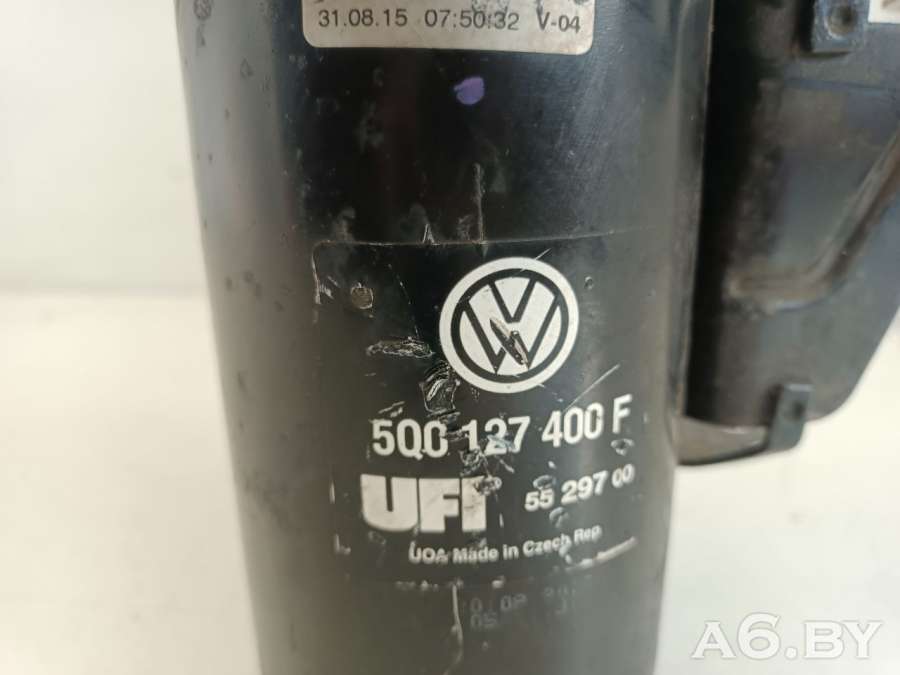 31.08.15 07:50:32 V-04
5Q0 127 400 F
UFI 55 297 00
UOA Made in Czech Rep
A6.BY